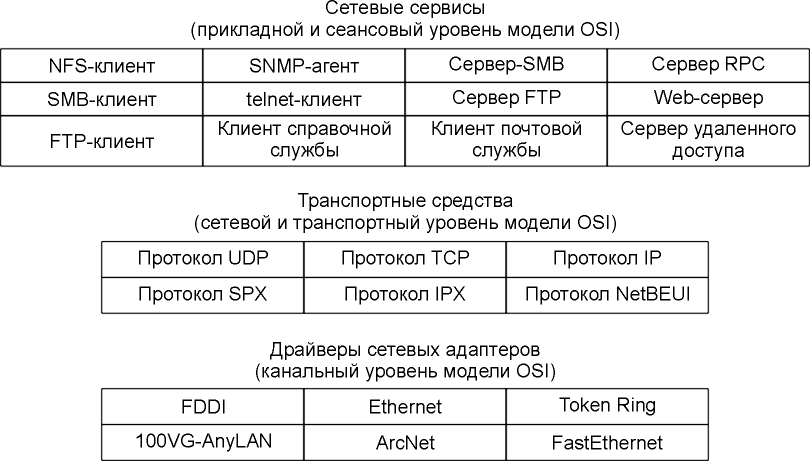 Сетевые сервисы
(прикладной и сеансовый уровень модели OSI)
NFS-клиент SNMP-агент Сервер-SMB Сервер RPC
SMB-клиент telnet-клиент Сервер FTP Web-сервер
FTP-клиент Клиент справочной службы Клиент почтовой службы Сервер удаленного доступа
Транспортные средства
(сетевой и транспортный уровень модели OSI)
Протокол UDP Протокол TCP Протокол IP
Протокол SPX Протокол IPX Протокол NetBEUI
Драйверы сетевых адаптеров
(канальный уровень модели OSI)
FDDI Ethernet Token Ring
100VG-AnyLAN ArcNet FastEthernet